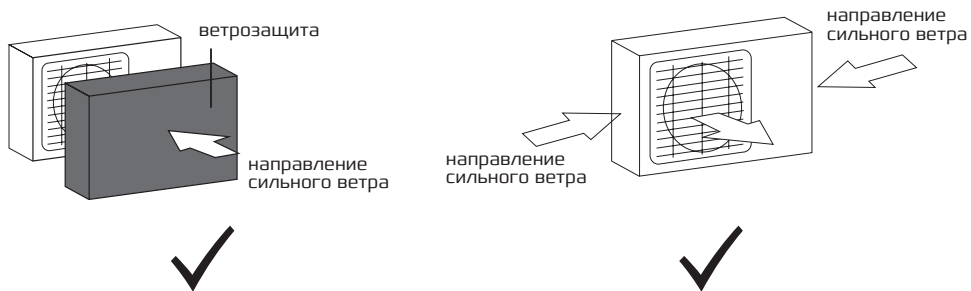 ветрозащита
направление
сильного ветра
направление
сильного ветра
направление
сильного ветра